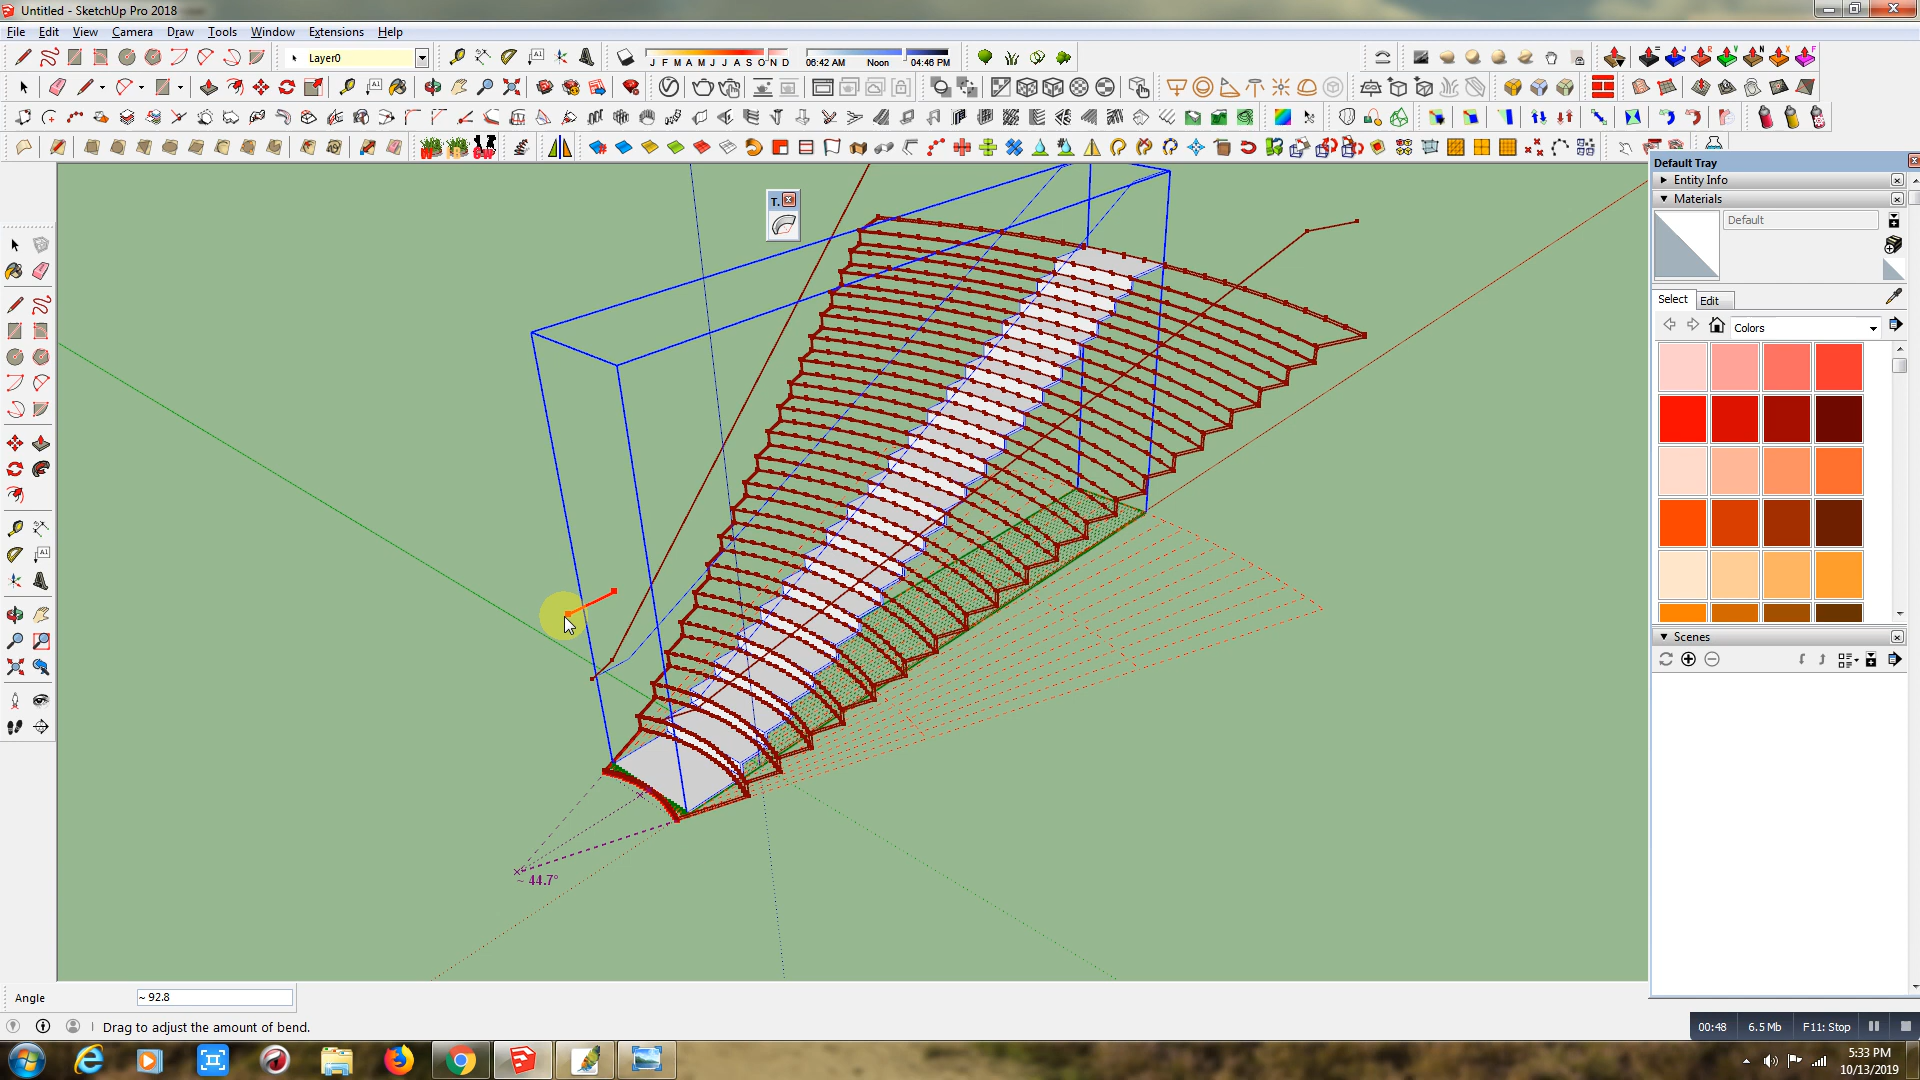 Untitled - SketchUp Pro 2018
File Edit View Camera Draw Tools Window Extensions Help
Layer0
J F M A M J J A S O N D
06:42 AM Noon 04:46 PM
T.
Default Tray
Entity Info
Materials
Default
Select Edit
Colors
Scenes
~ 44.7°
Angle ~ 92.8
Drag to adjust the amount of bend.
00:48 6.5 Mb F11: Stop
5:33 PM
10/13/2019